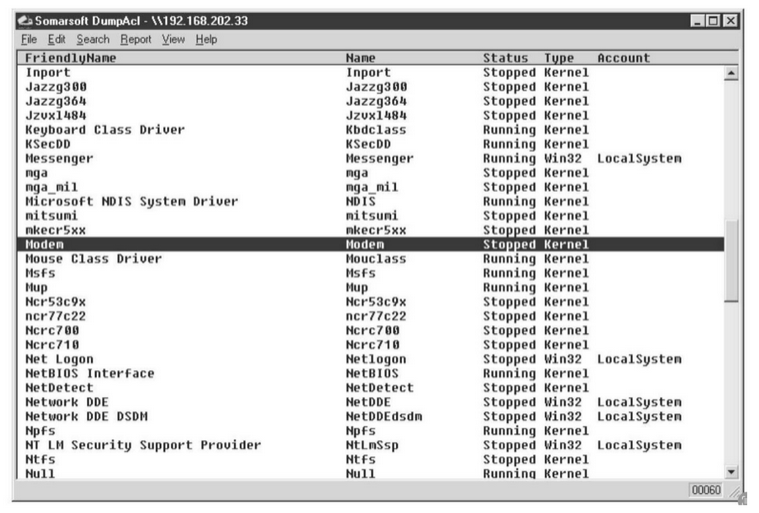 Somarsoft DumpAcl - \\192.168.202.33
File Edit Search Report View Help
FriendlyName Name Status Type Account
Inport Inport Stopped Kernel
Jazzg300 Jazzg300 Stopped Kernel
Jazzg364 Jazzg364 Stopped Kernel
Jzvxl484 Jzvxl484 Stopped Kernel
Keyboard Class Driver Kbdclass Running Kernel
KSecDD KSecDD Running Kernel
Messenger Messenger Running Win32 LocalSystem
mga mga Stopped Kernel
mga_mil mga_mil Stopped Kernel
Microsoft NDIS System Driver NDIS Running Kernel
mitsumi mitsumi Stopped Kernel
mkecr5xx mkecr5xx Stopped Kernel
Modem Modem Stopped Kernel
Mouse Class Driver Mouclass Running Kernel
Msfs Msfs Running Kernel
Mup Mup Running Kernel
Ncr53c9x Ncr53c9x Stopped Kernel
ncr77c22 ncr77c22 Stopped Kernel
Ncrc700 Ncrc700 Stopped Kernel
Ncrc710 Ncrc710 Stopped Kernel
Net Logon Netlogon Stopped Win32 LocalSystem
NetBIOS Interface NetBIOS Running Kernel
NetDetect NetDetect Stopped Kernel
Network DDE NetDDE Stopped Win32 LocalSystem
Network DDE DSDM NetDDEdsdm Stopped Win32 LocalSystem
Npfs Npfs Running Kernel
NT LM Security Support Provider NtLmSsp Stopped Win32 LocalSystem
Ntfs Ntfs Stopped Kernel
Null Null Running Kernel
00060